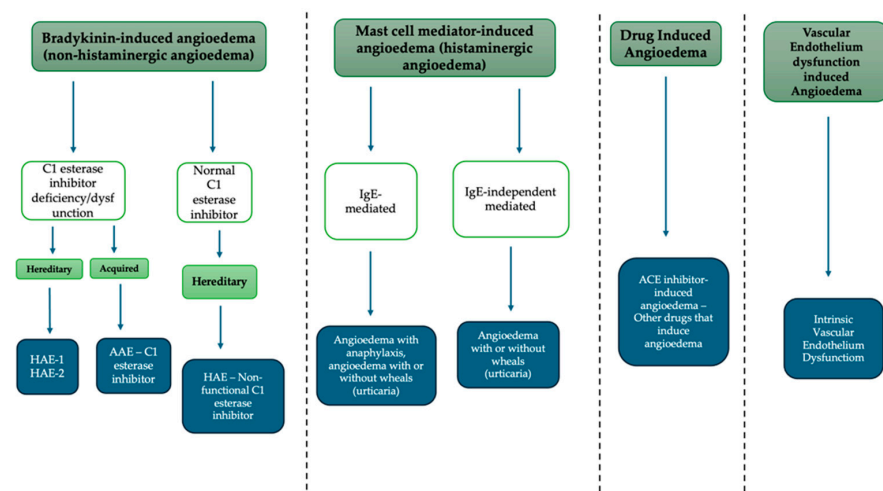 Bradykinin-induced angioedema
(non-histaminergic angioedema)
C1 esterase
inhibitor
deficiency/dysf
unction
Normal
C1
esterase
inhibitor
Hereditary
Acquired
Hereditary
HAE-1
HAE-2
AAE – C1
esterase
inhibitor
HAE – Non-
functional C1
esterase
inhibitor
Mast cell mediator-induced
angioedema (histaminergic
angioedema)
IgE-
mediated
IgE-independent
mediated
Angioedema with
anaphylaxis,
angioedema with or
without wheals
(urticaria)
Angioedema
with or without
wheals
(urticaria)
Drug Induced
Angioedema
ACE inhibitor-
induced
angioedema –
Other drugs that
induce
angioedema
Vascular
Endothelium
dysfunction
induced
Angioedema
Intrinsic
Vascular
Endothelium
Dysfunctiom